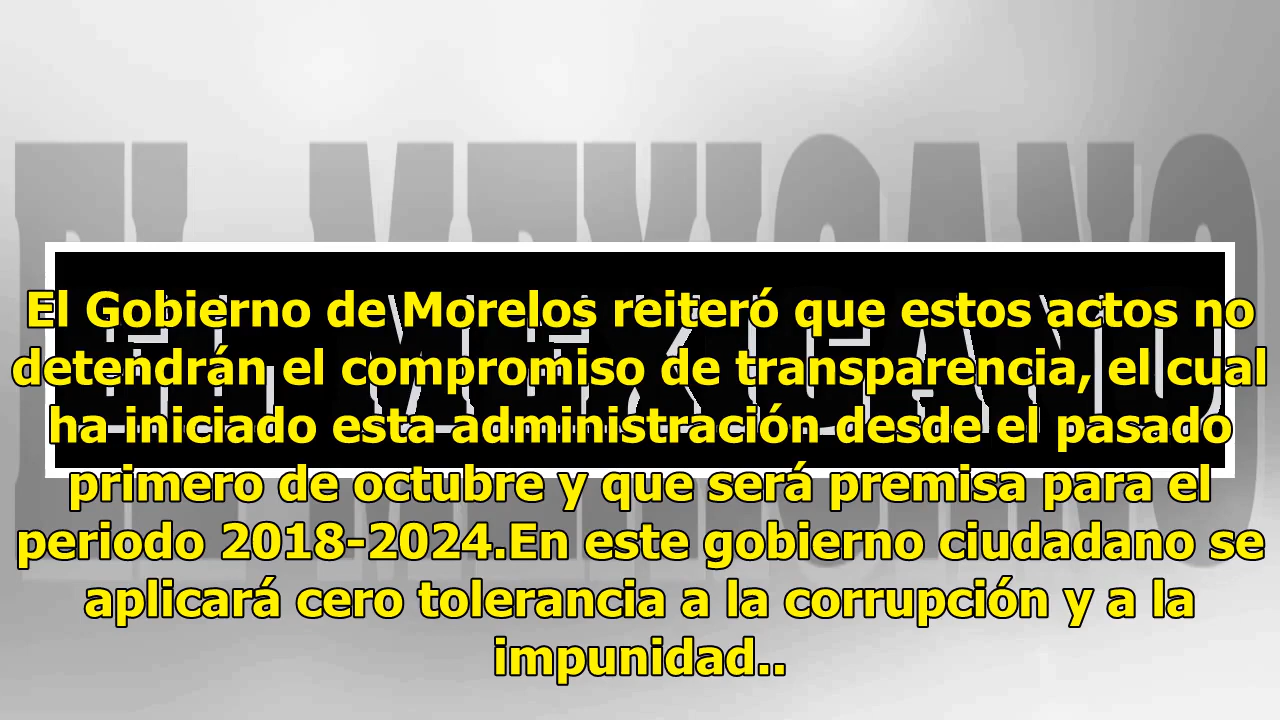 EL MEXICANO
El Gobierno de Morelos reiteró que estos actos no
detendrán el compromiso de transparencia, el cual
ha iniciado esta administración desde el pasado
primero de octubre y que será premisa para el
periodo 2018-2024.En este gobierno ciudadano se
aplicará cero tolerancia a la corrupción y a la
impunidad..